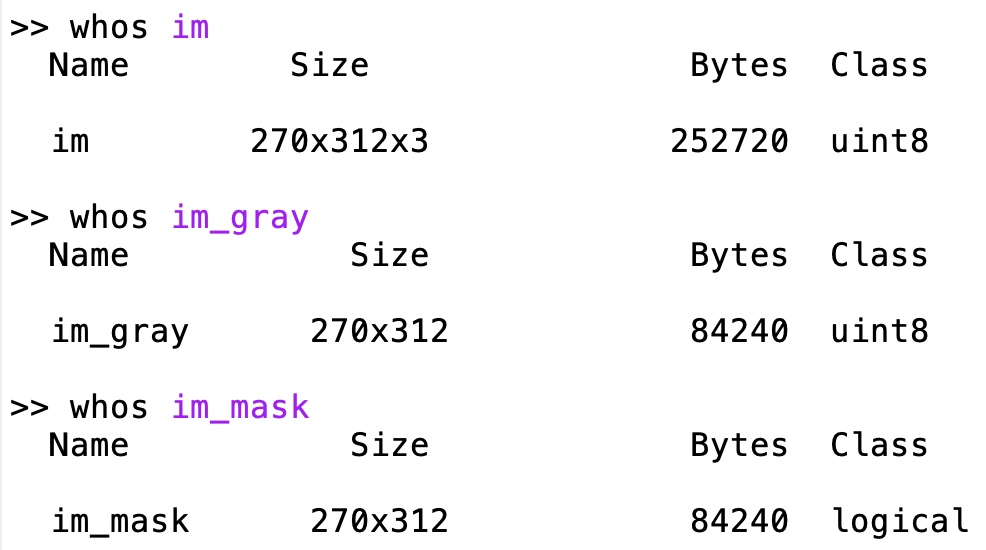 >> whos im
Name Size Bytes Class
im 270x312x3 252720 uint8
>> whos im_gray
Name Size Bytes Class
im_gray 270x312 84240 uint8
>> whos im_mask
Name Size Bytes Class
im_mask 270x312 84240 logical